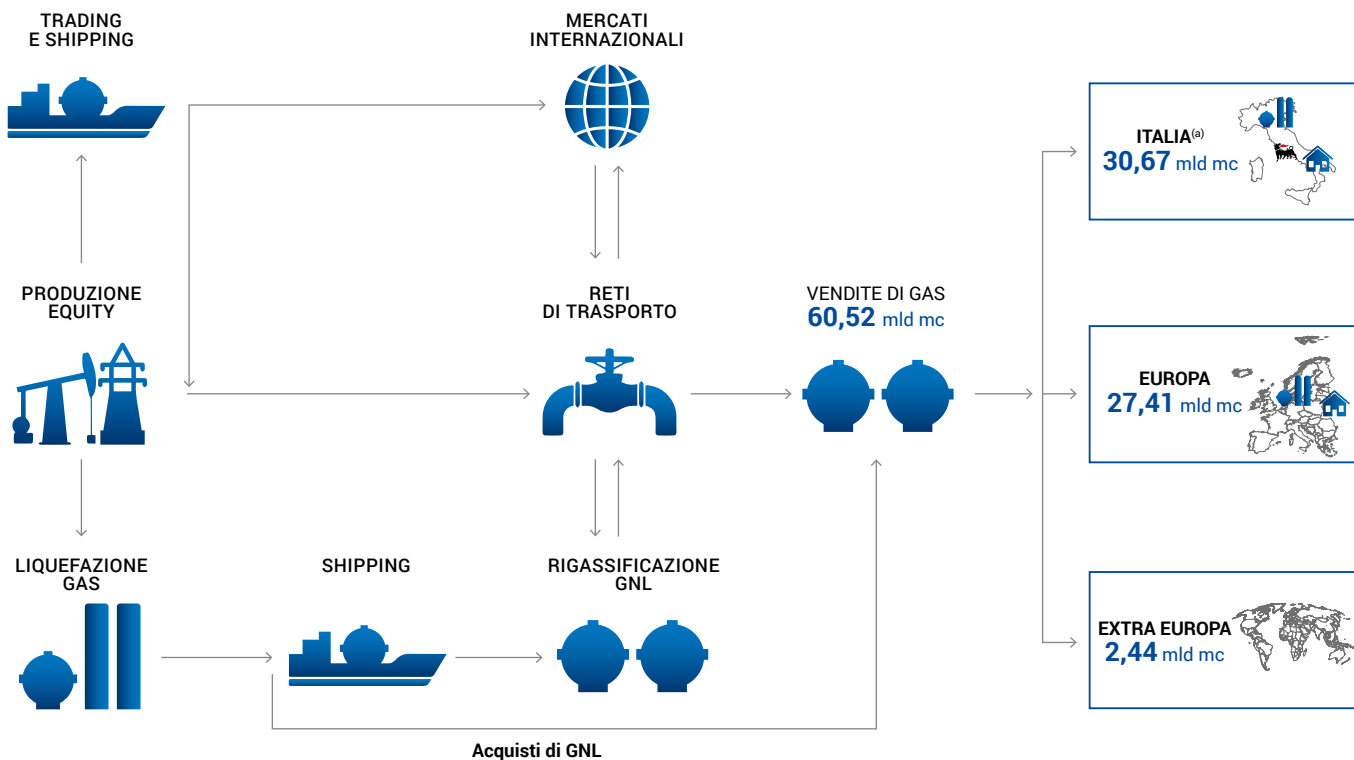 TRADING
E SHIPPING
MERCATI
INTERNAZIONALI
ITALIA(a)
30,67 mld mc
PRODUZIONE
EQUITY
RETI
DI TRASPORTO
VENDITE DI GAS
60,52 mld mc
EUROPA
27,41 mld mc
LIQUEFAZIONE
GAS
SHIPPING
RIGASSIFICAZIONE
GNL
EXTRA EUROPA
2,44 mld mc
Acquisti di GNL